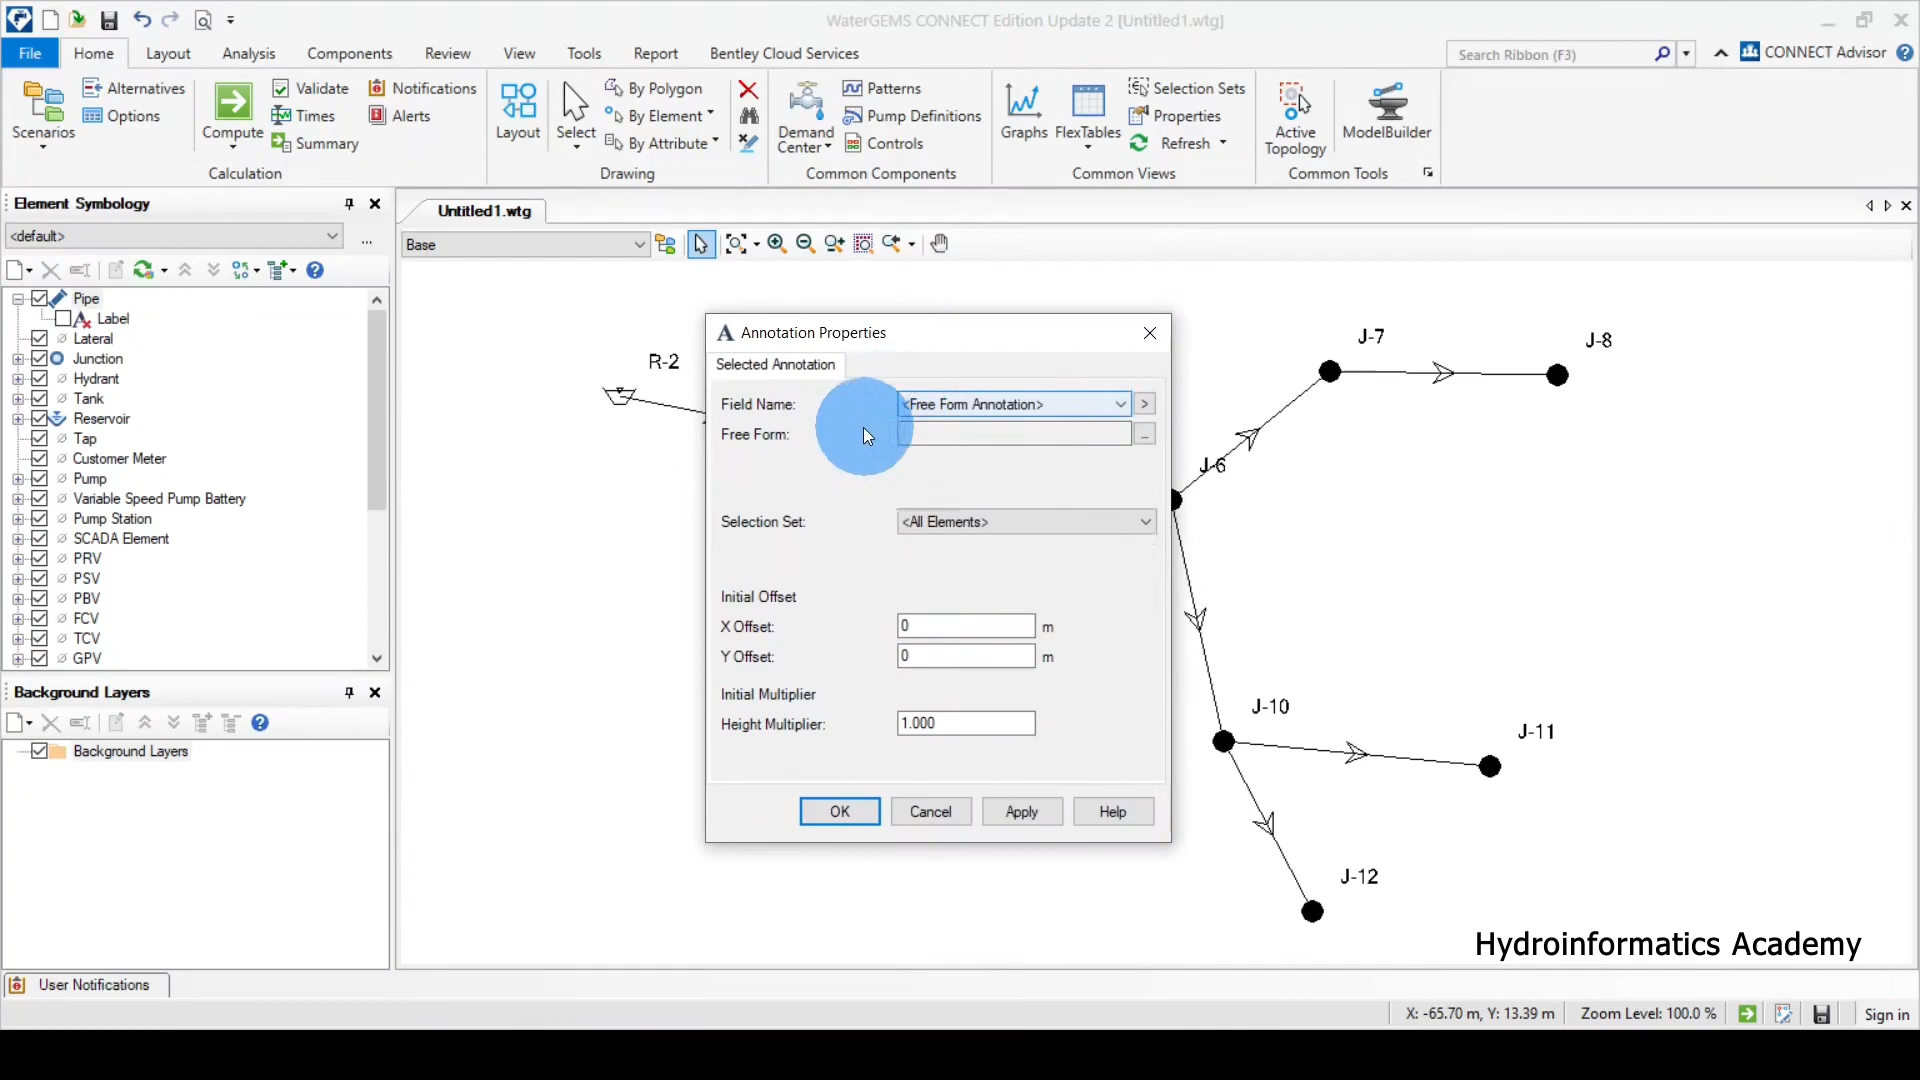 WaterGEMS CONNECT Edition Update 2 [Untitled1.wtg]
File Home Layout Analysis Components Review View Tools Report Bentley Cloud Services Search Ribbon (F3) CONNECT Advisor
Scenarios Alternatives Options
Compute Validate Times Summary Notifications Alerts
Calculation
Layout Select By Polygon By Element By Attribute
Drawing
Demand Center Patterns Pump Definitions Controls
Common Components
Graphs FlexTables Selection Sets Properties Refresh
Common Views
Active Topology ModelBuilder
Common Tools
Element Symbology
<default>
Pipe
Label
Lateral
Junction
Hydrant
Tank
Reservoir
Tap
Customer Meter
Pump
Variable Speed Pump Battery
Pump Station
SCADA Element
PRV
PSV
PBV
FCV
TCV
GPV
Background Layers
Background Layers
Untitled1.wtg
Base
R-2
Annotation Properties
Selected Annotation
Field Name: <Free Form Annotation> >
Free Form: ...
Selection Set: <All Elements>
Initial Offset
X Offset: 0 m
Y Offset: 0 m
Initial Multiplier
Height Multiplier: 1.000
OK Cancel Apply Help
J-7
J-8
J-6
J-10
J-11
J-12
Hydroinformatics Academy
User Notifications
X: -65.70 m, Y: 13.39 m Zoom Level: 100.0 % Sign in